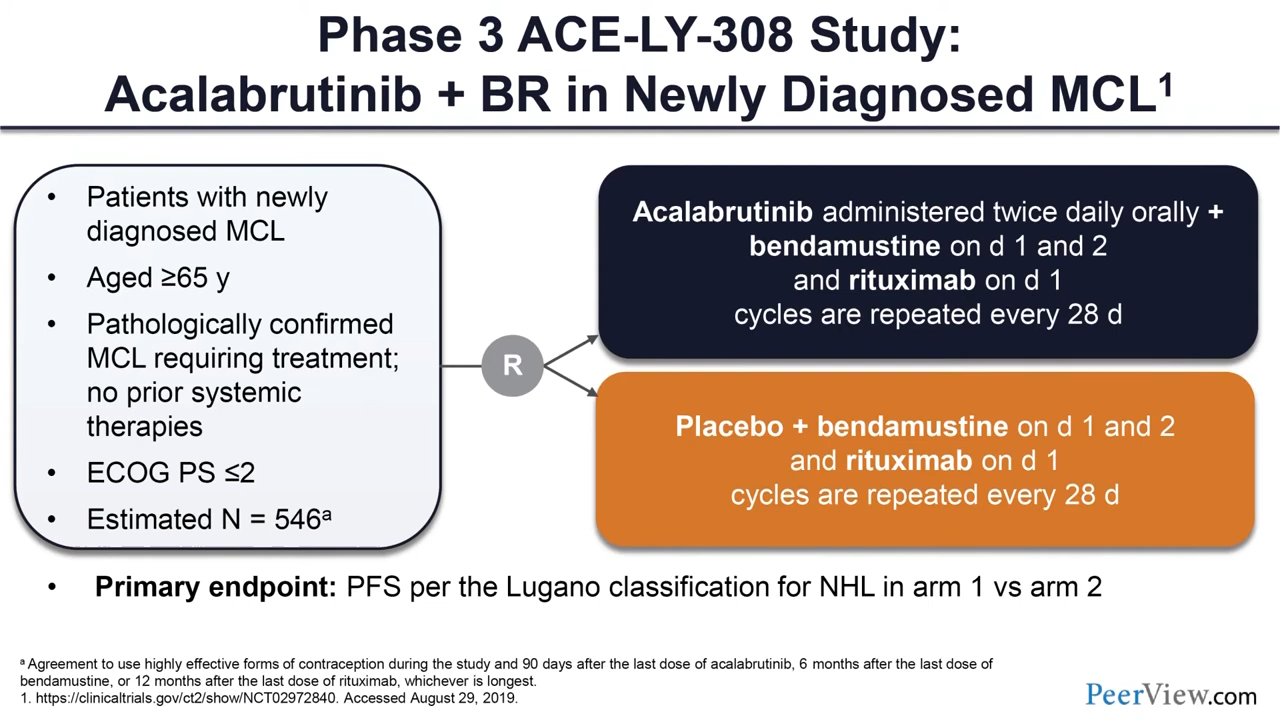 Phase 3 ACE-LY-308 Study:
Acalabrutinib + BR in Newly Diagnosed MCL¹
• Patients with newly
diagnosed MCL
• Aged ≥65 y
• Pathologically confirmed
MCL requiring treatment;
no prior systemic
therapies
• ECOG PS ≤2
• Estimated N = 546ᵃ
R
Acalabrutinib administered twice daily orally +
bendamustine on d 1 and 2
and rituximab on d 1
cycles are repeated every 28 d
Placebo + bendamustine on d 1 and 2
and rituximab on d 1
cycles are repeated every 28 d
• Primary endpoint: PFS per the Lugano classification for NHL in arm 1 vs arm 2
ᵃ Agreement to use highly effective forms of contraception during the study and 90 days after the last dose of acalabrutinib, 6 months after the last dose of
bendamustine, or 12 months after the last dose of rituximab, whichever is longest.
1. https://clinicaltrials.gov/ct2/show/NCT02972840. Accessed August 29, 2019.
PeerView.com